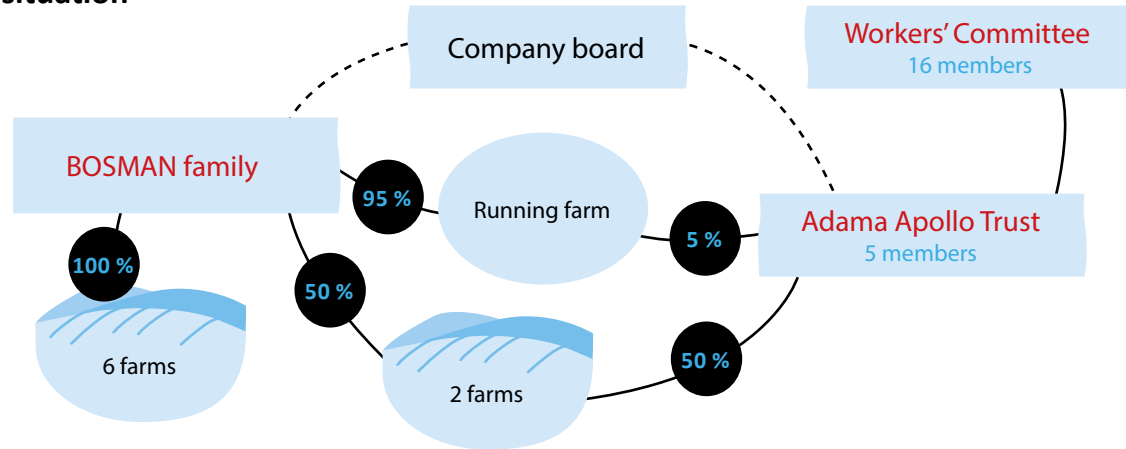 situation
Company board
Workers' Committee
16 members
BOSMAN family
95 %
Running farm
5 %
Adama Apollo Trust
5 members
100 %
50 %
6 farms
2 farms
50 %